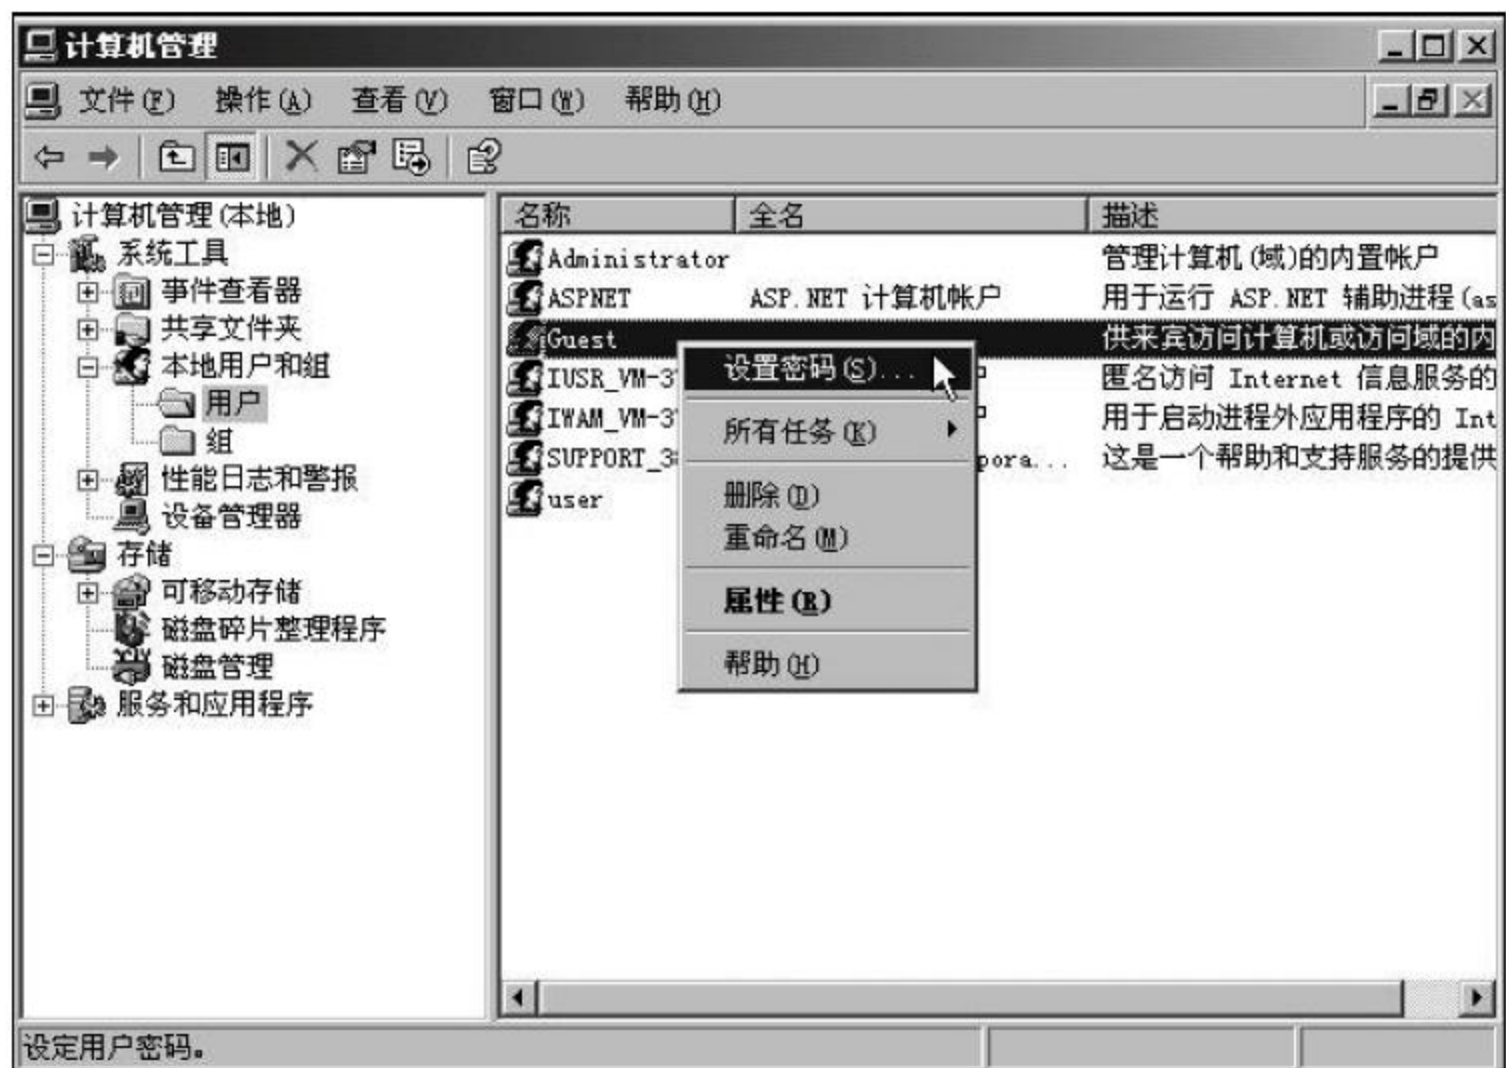 计算机管理
文件(F) 操作(A) 查看(V) 窗口(W) 帮助(H)
计算机管理(本地)
系统工具
事件查看器
共享文件夹
本地用户和组
用户
组
性能日志和警报
设备管理器
存储
可移动存储
磁盘碎片整理程序
磁盘管理
服务和应用程序
名称 全名 描述
Administrator 管理计算机(域)的内置帐户
ASPNET ASP.NET 计算机帐户 用于运行 ASP.NET 辅助进程(as
Guest 供来宾访问计算机或访问域的内
IUSR_VM-3 匿名访问 Internet 信息服务的
IWAM_VM-3 用于启动进程外应用程序的 Int
SUPPORT_3 pora... 这是一个帮助和支持服务的提供
user
设置密码(S)...
所有任务(K)
删除(D)
重命名(M)
属性(R)
帮助(H)
设定用户密码。